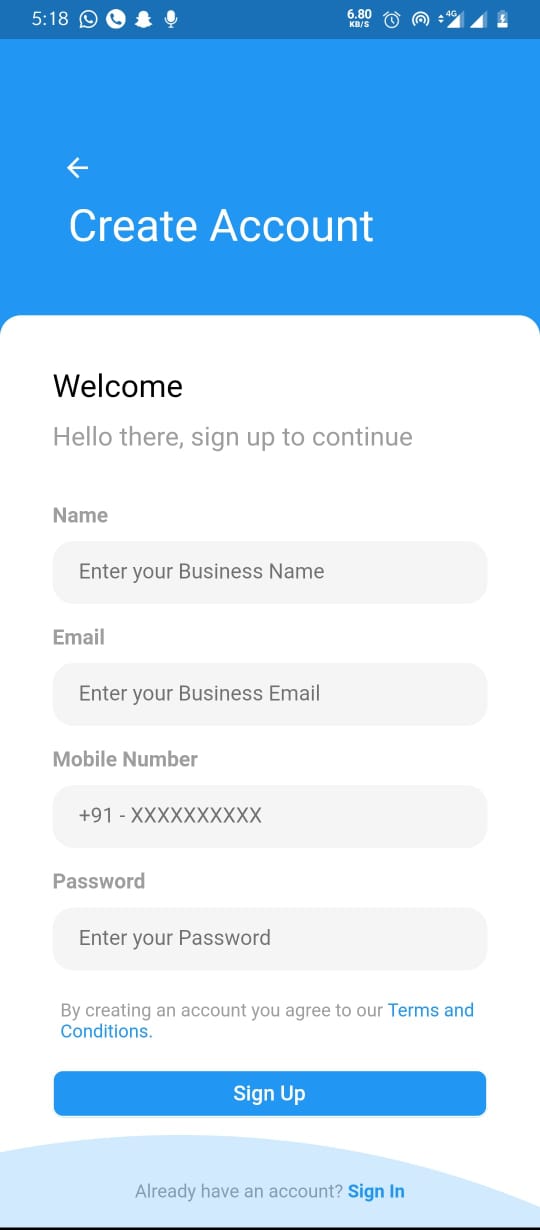 5:18 6.80 KB/S 4G
Create Account
Welcome
Hello there, sign up to continue
Name
Enter your Business Name
Email
Enter your Business Email
Mobile Number
+91 - XXXXXXXXXX
Password
Enter your Password
By creating an account you agree to our Terms and
Conditions.
Sign Up
Already have an account? Sign In